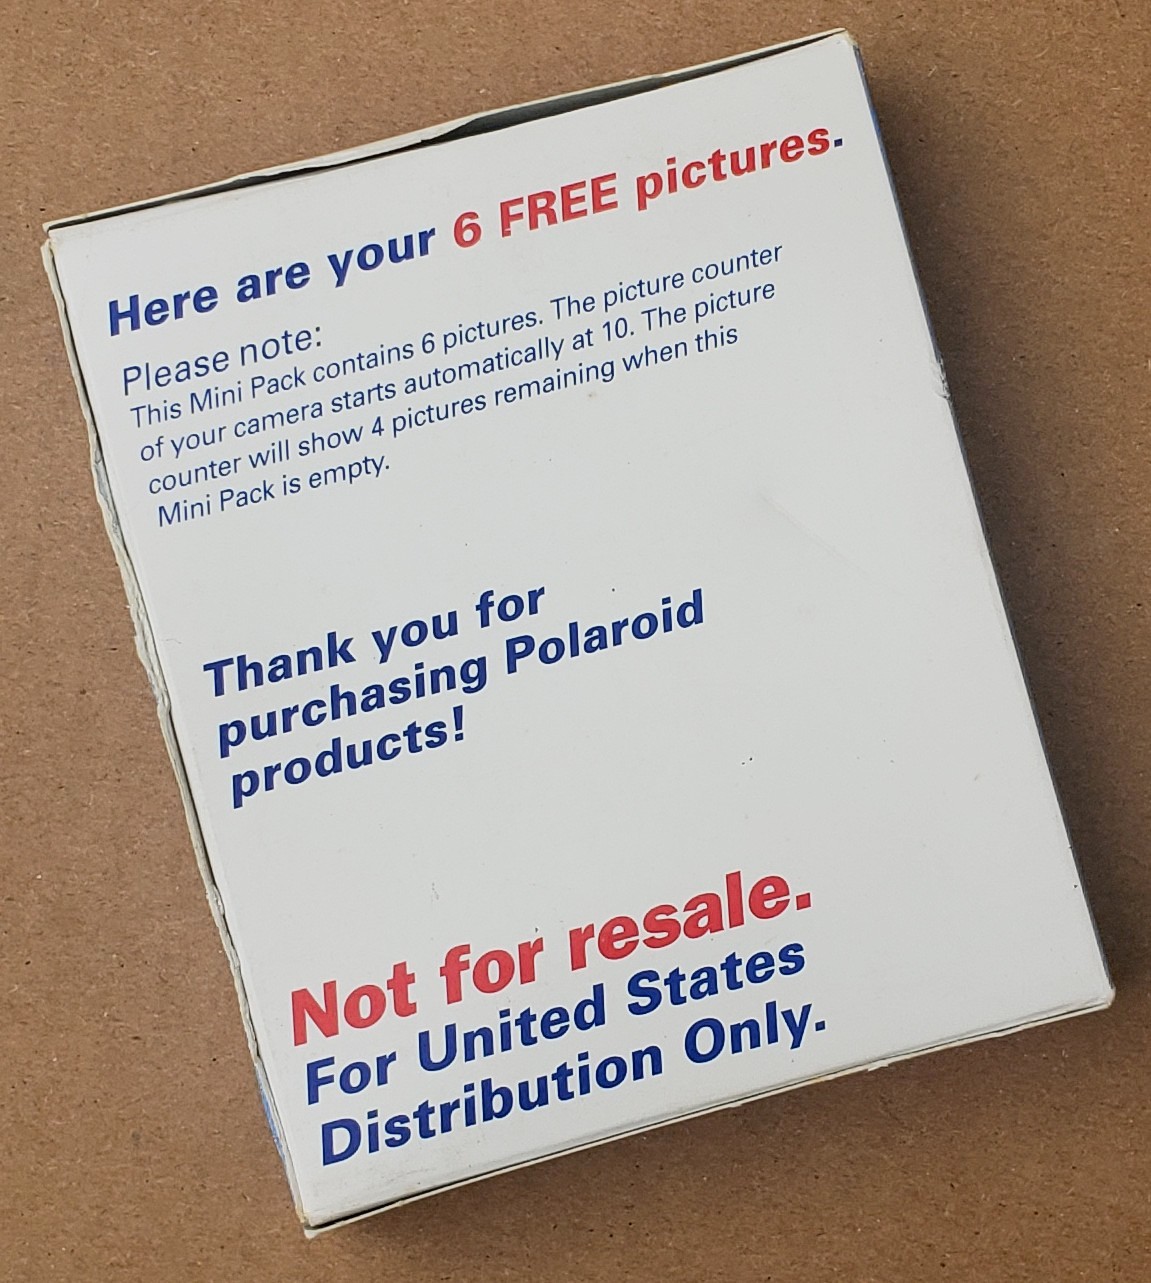 Here are your 6 FREE pictures.
Please note:
This Mini Pack contains 6 pictures. The picture counter
of your camera starts automatically at 10. The picture
counter will show 4 pictures remaining when this
Mini Pack is empty.
Thank you for
purchasing Polaroid
products!
Not for resale.
For United States
Distribution Only.